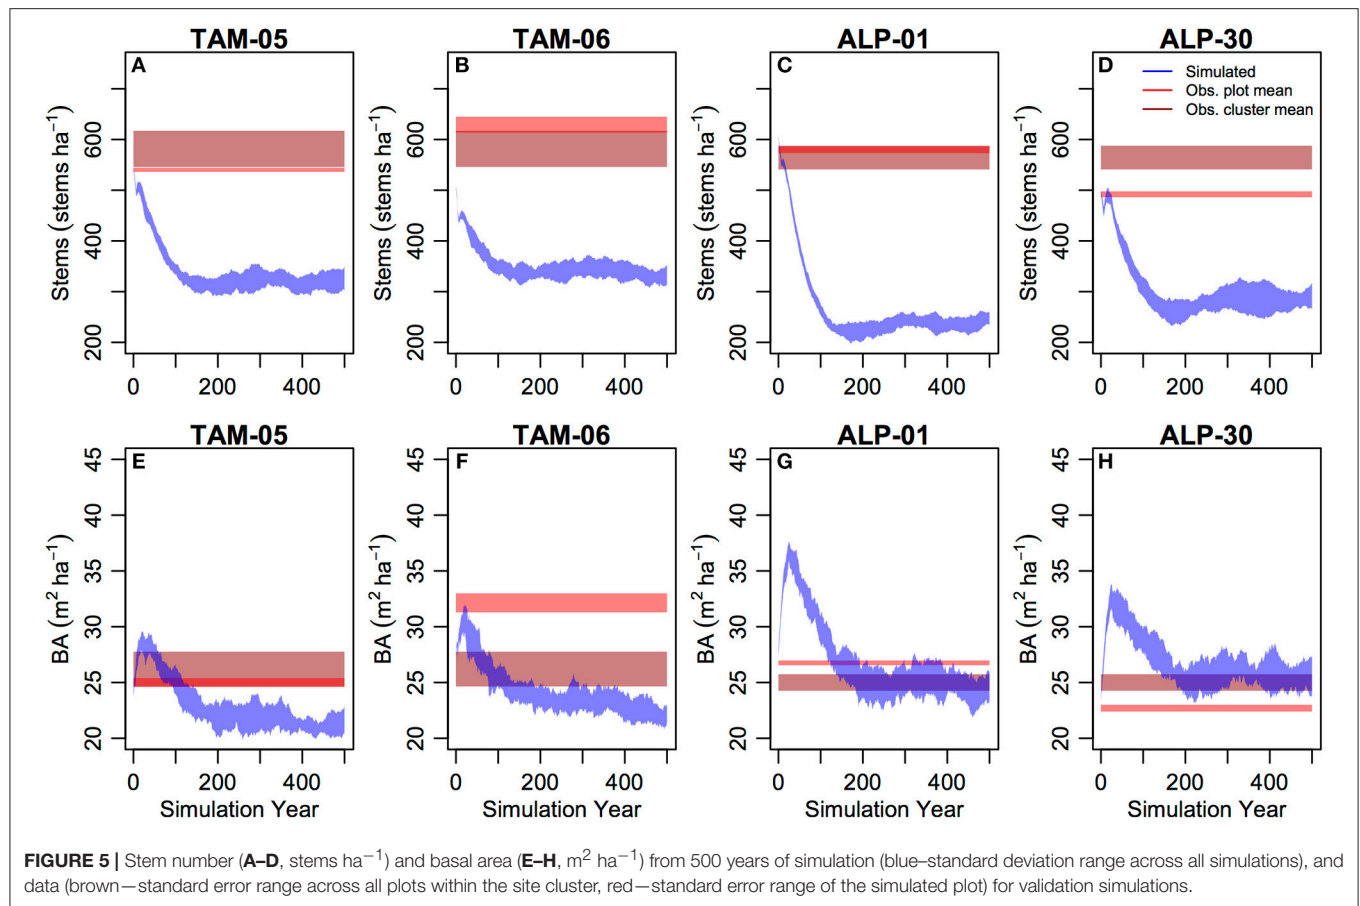 TAM-05
TAM-06
ALP-01
ALP-30
A
B
C
D
Simulated
Obs. plot mean
Obs. cluster mean
Stems (stems ha⁻¹)
200
400
600
0
200
400
Stems (stems ha⁻¹)
200
400
600
0
200
400
Stems (stems ha⁻¹)
200
400
600
0
200
400
Stems (stems ha⁻¹)
200
400
600
0
200
400
TAM-05
TAM-06
ALP-01
ALP-30
E
F
G
H
BA (m² ha⁻¹)
20
25
30
35
40
45
0
200
400
Simulation Year
BA (m² ha⁻¹)
20
25
30
35
40
45
0
200
400
Simulation Year
BA (m² ha⁻¹)
20
25
30
35
40
45
0
200
400
Simulation Year
BA (m² ha⁻¹)
20
25
30
35
40
45
0
200
400
Simulation Year
FIGURE 5 | Stem number (A–D, stems ha⁻¹) and basal area (E–H, m² ha⁻¹) from 500 years of simulation (blue–standard deviation range across all simulations), and
data (brown—standard error range across all plots within the site cluster, red—standard error range of the simulated plot) for validation simulations.